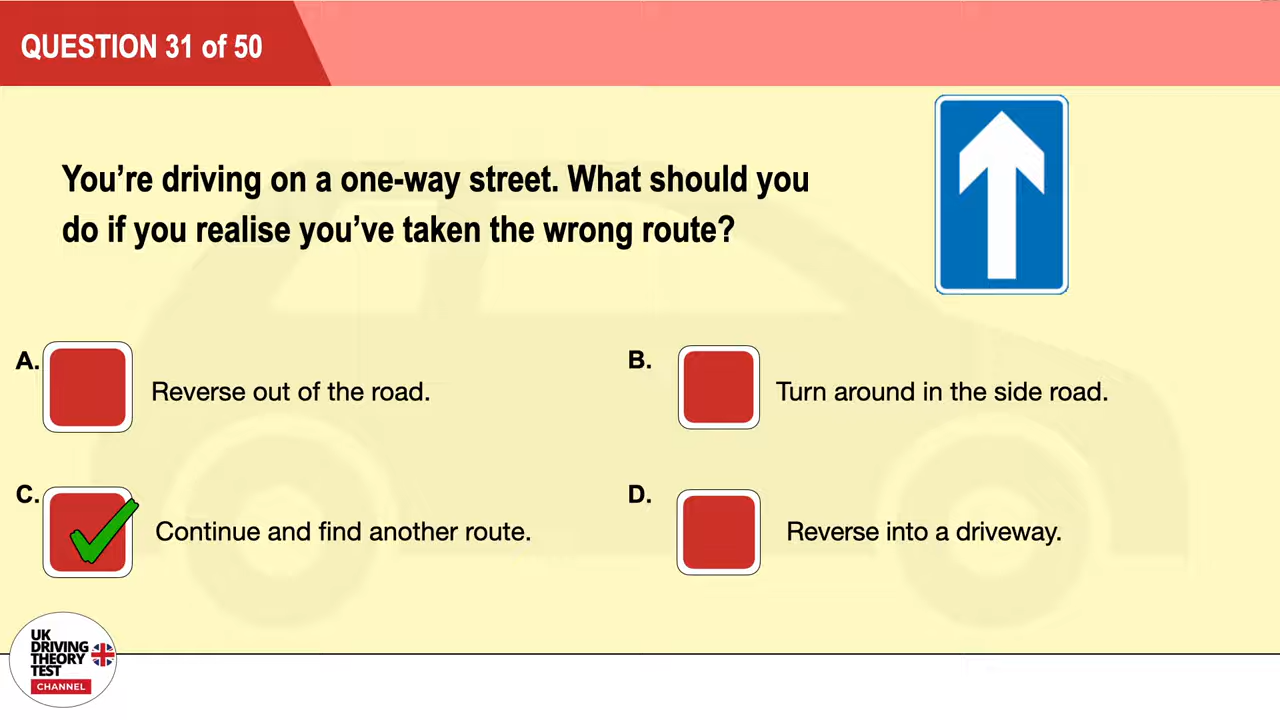 QUESTION 31 of 50
You’re driving on a one-way street. What should you
do if you realise you’ve taken the wrong route?
A.
Reverse out of the road.
B.
Turn around in the side road.
C.
Continue and find another route.
D.
Reverse into a driveway.
UK
DRIVING
THEORY
TEST
CHANNEL